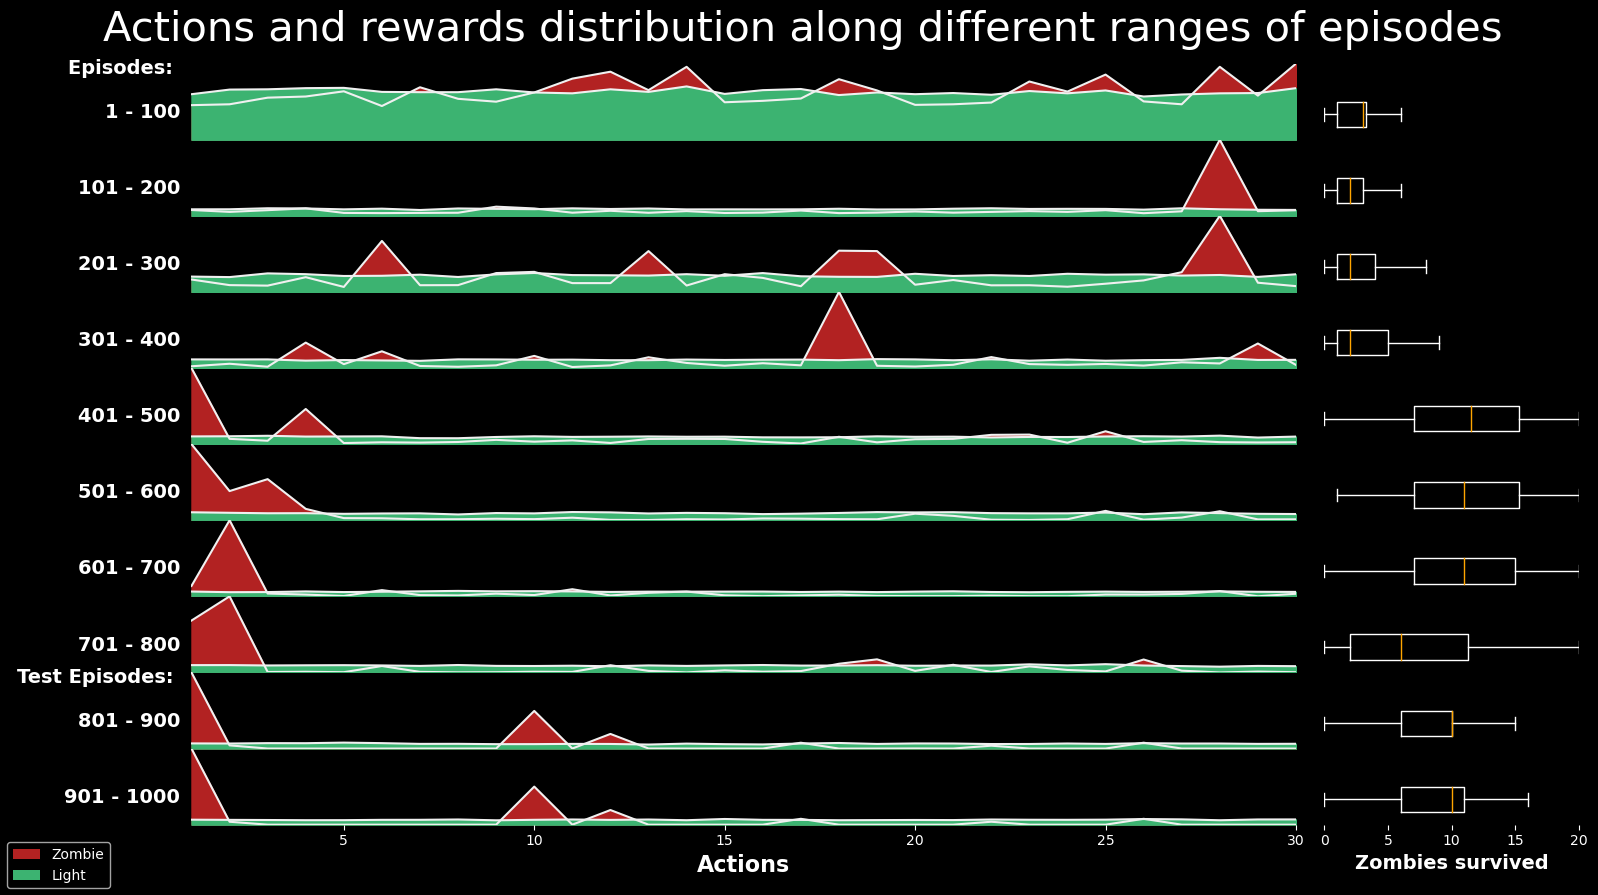 Actions and rewards distribution along different ranges of episodes
Episodes:
1 - 100
101 - 200
201 - 300
301 - 400
401 - 500
501 - 600
601 - 700
701 - 800
Test Episodes:
801 - 900
901 - 1000
5 10 15 20 25 30
0 5 10 15 20
Actions
Zombies survived
Zombie
Light